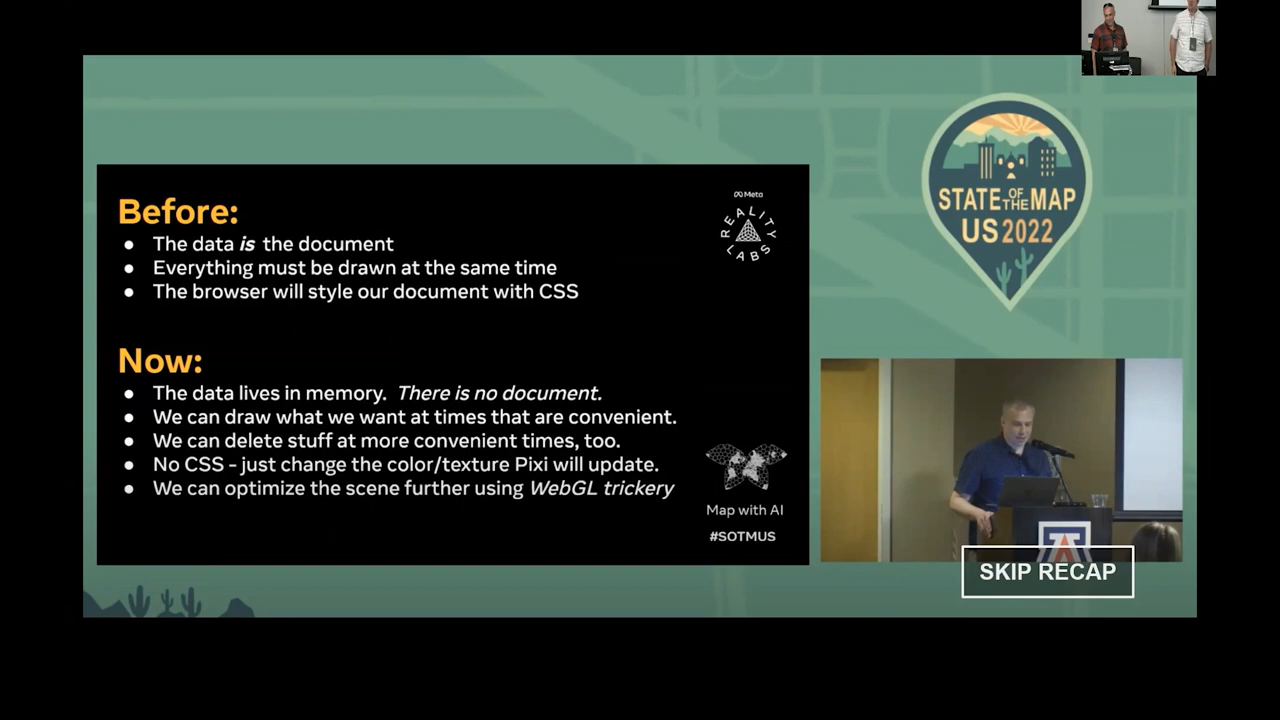 Before:
● The data is the document
● Everything must be drawn at the same time
● The browser will style our document with CSS
Now:
● The data lives in memory. There is no document.
● We can draw what we want at times that are convenient.
● We can delete stuff at more convenient times, too.
● No CSS - just change the color/texture Pixi will update.
● We can optimize the scene further using WebGL trickery
Meta
REALITY
LABS
Map with AI
#SOTMUS
STATE OF THE MAP
US 2022
A
SKIP RECAP